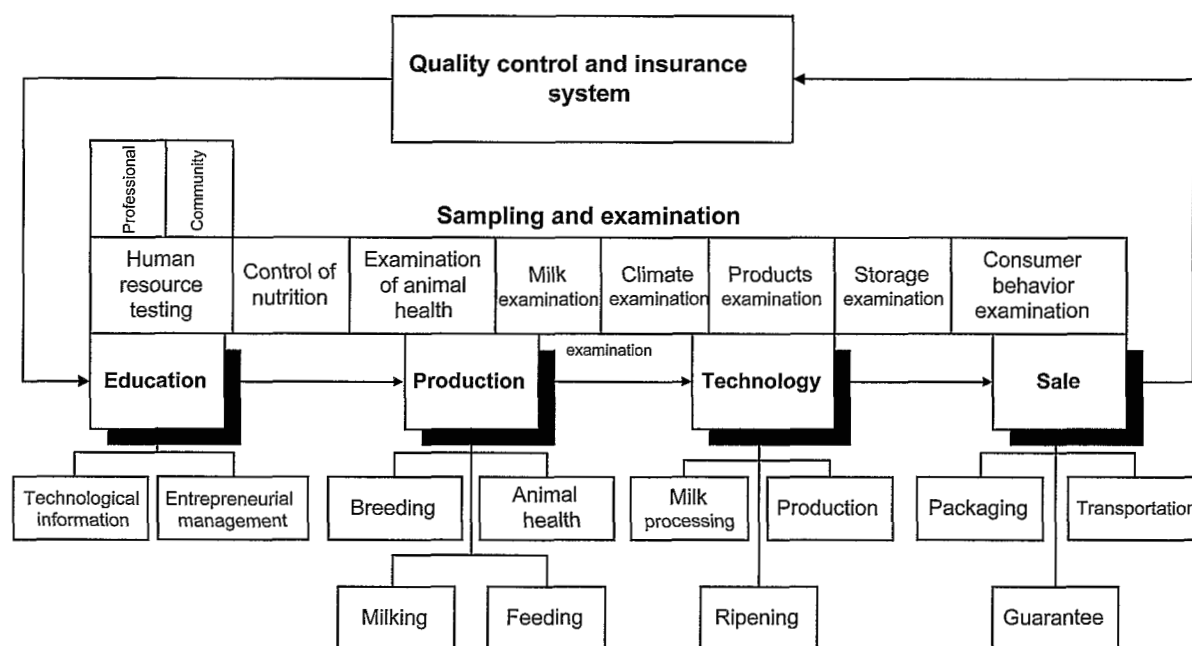 Quality control and insurance
system
Professional
Community
Sampling and examination
Human
resource
testing
Control of
nutrition
Examination
of animal
health
Milk
examination
Climate
examination
Products
examination
Storage
examination
Consumer
behavior
examination
examination
Education
Production
Technology
Sale
Technological
information
Entrepreneurial
management
Breeding
Animal
health
Milk
processing
Production
Packaging
Transportation
Milking
Feeding
Ripening
Guarantee